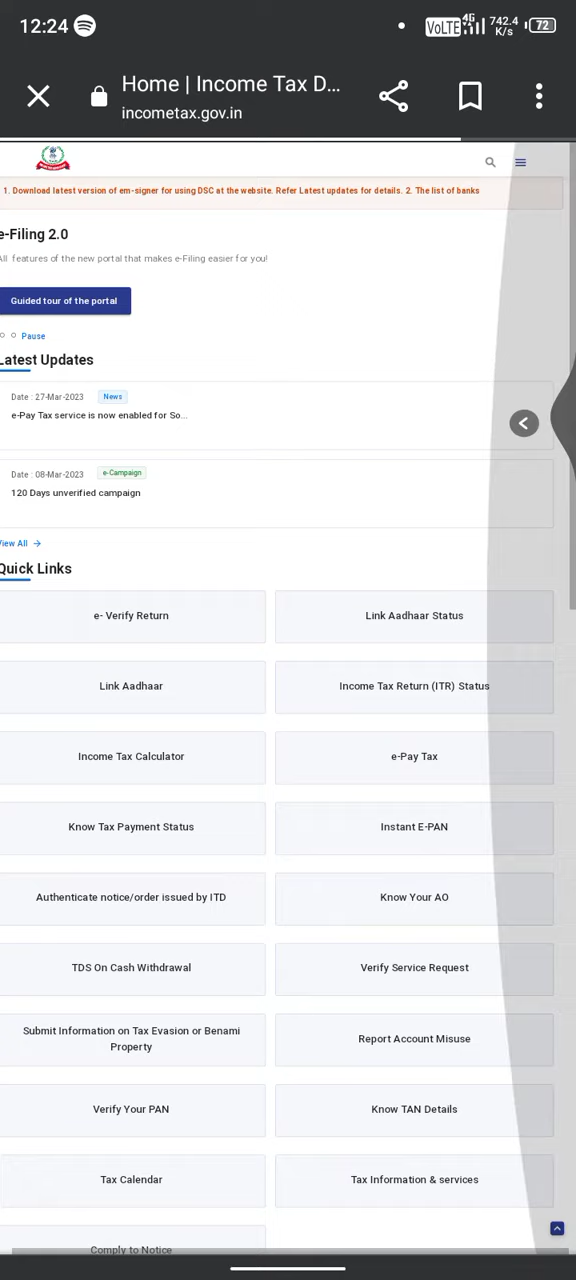 12:24
VoLTE 4G 742.4 K/s 72
Home | Income Tax D...
incometax.gov.in
1. Download latest version of em-signer for using DSC at the website. Refer Latest updates for details. 2. The list of banks
e-Filing 2.0
All features of the new portal that makes e-Filing easier for you!
Guided tour of the portal
Pause
Latest Updates
Date : 27-Mar-2023 News
e-Pay Tax service is now enabled for So...
Date : 08-Mar-2023 e-Campaign
120 Days unverified campaign
View All
Quick Links
e- Verify Return
Link Aadhaar Status
Link Aadhaar
Income Tax Return (ITR) Status
Income Tax Calculator
e-Pay Tax
Know Tax Payment Status
Instant E-PAN
Authenticate notice/order issued by ITD
Know Your AO
TDS On Cash Withdrawal
Verify Service Request
Submit Information on Tax Evasion or Benami
Property
Report Account Misuse
Verify Your PAN
Know TAN Details
Tax Calendar
Tax Information & services
Comply to Notice